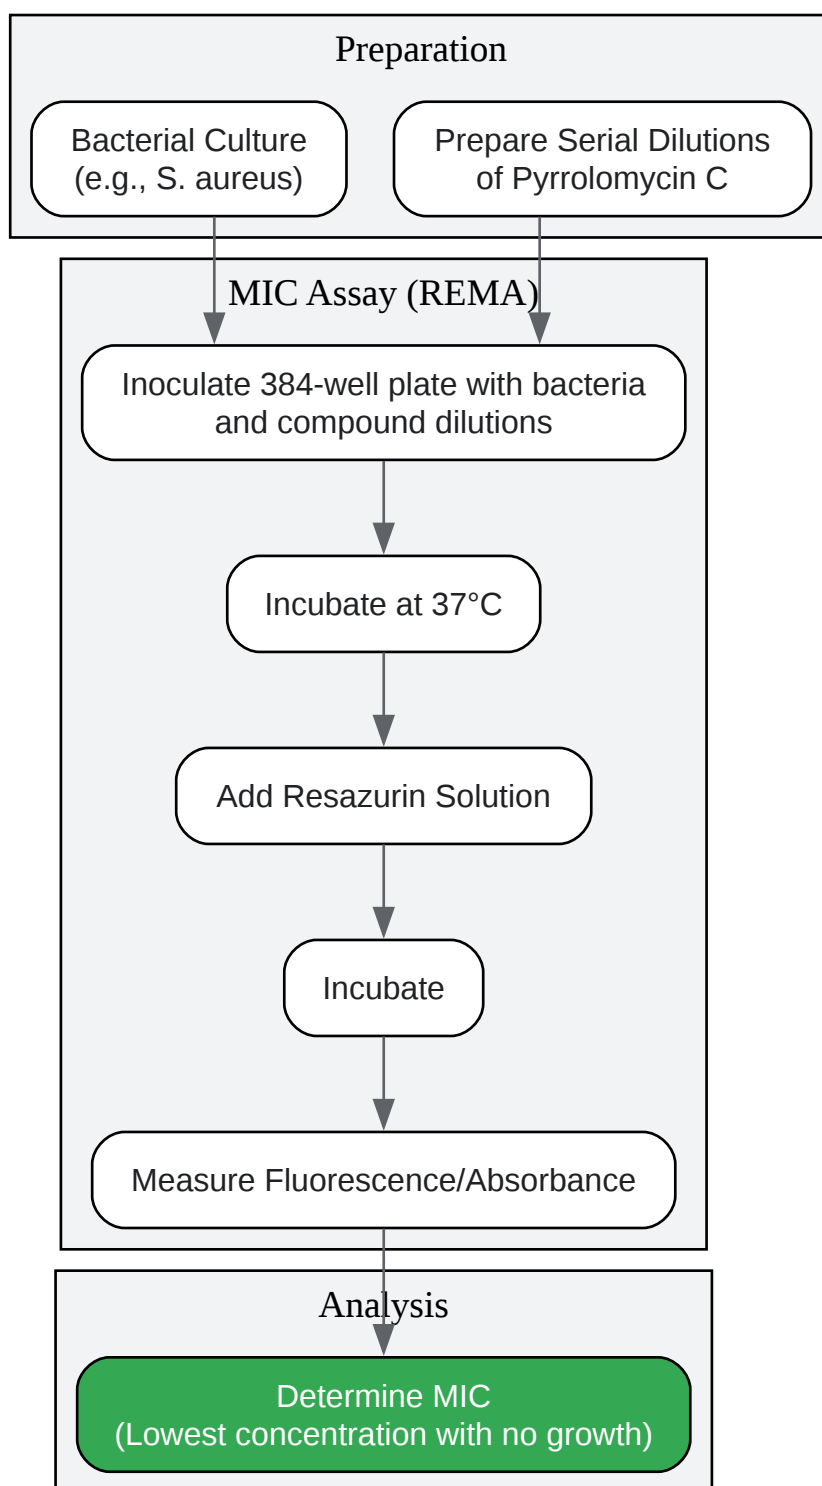 Preparation
Bacterial Culture
(e.g., S. aureus)
Prepare Serial Dilutions
of Pyrrolomycin C
MIC Assay (REMA)
Inoculate 384-well plate with bacteria
and compound dilutions
Incubate at 37°C
Add Resazurin Solution
Incubate
Measure Fluorescence/Absorbance
Analysis
Determine MIC
(Lowest concentration with no growth)